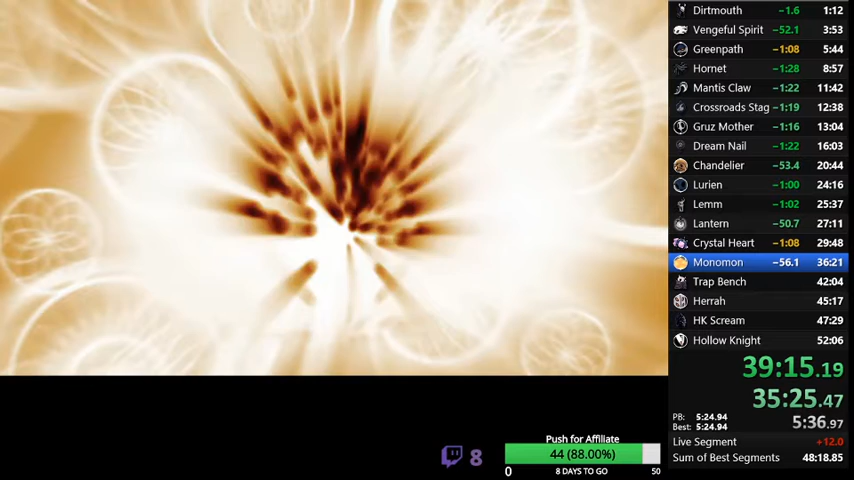 Dirtmouth −1.6 1:12
Vengeful Spirit −52.1 3:53
Greenpath −1:08 5:44
Hornet −1:28 8:57
Mantis Claw −1:22 11:42
Crossroads Stag −1:19 12:38
Gruz Mother −1:16 13:04
Dream Nail −1:22 16:03
Chandelier −53.4 20:44
Lurien −1:00 24:16
Lemm −1:02 25:37
Lantern −50.7 27:11
Crystal Heart −1:08 29:48
Monomon −56.1 36:21
Trap Bench 42:04
Herrah 45:17
HK Scream 47:29
Hollow Knight 52:06
39:15.19
35:25.47
PB: 5:24.94 5:36.97
Best: 5:24.94
Live Segment +12.0
Sum of Best Segments 48:18.85
8
Push for Affiliate
44 (88.00%)
0 8 DAYS TO GO 50